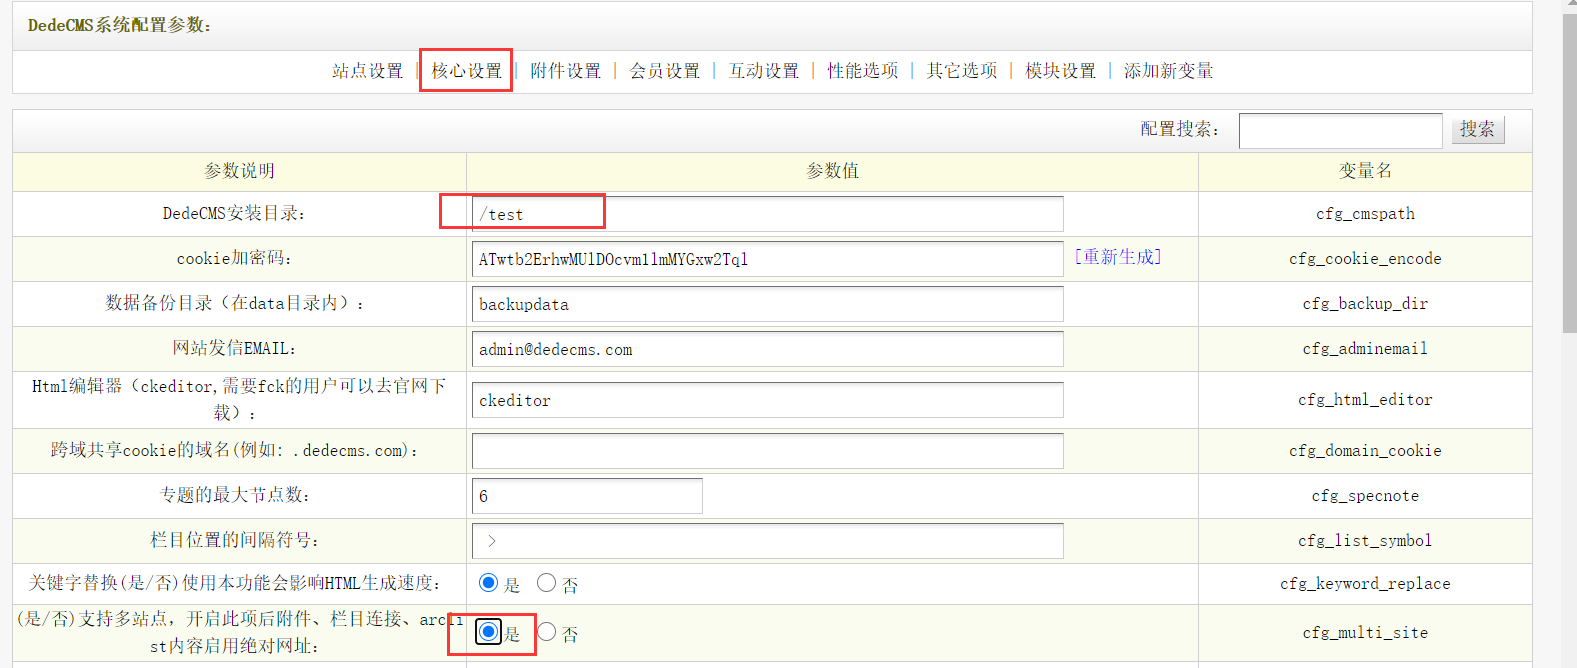 DedeCMS系统配置参数：
站点设置 | 核心设置 | 附件设置 | 会员设置 | 互动设置 | 性能选项 | 其它选项 | 模块设置 | 添加新变量
配置搜索： 搜索
参数说明 参数值 变量名
DedeCMS安装目录： /test cfg_cmspath
cookie加密码： ATwtb2ErhwMUlDOcvm1lmMYGxw2Tql [重新生成] cfg_cookie_encode
数据备份目录（在data目录内）： backupdata cfg_backup_dir
网站发信EMAIL： admin@dedecms.com cfg_adminemail
Html编辑器（ckeditor,需要fck的用户可以去官网下
载）： ckeditor cfg_html_editor
跨域共享cookie的域名(例如: .dedecms.com)： cfg_domain_cookie
专题的最大节点数： 6 cfg_specnote
栏目位置的间隔符号： > cfg_list_symbol
关键字替换(是/否)使用本功能会影响HTML生成速度： 是 否 cfg_keyword_replace
(是/否)支持多站点，开启此项后附件、栏目连接、arcli
st内容启用绝对网址： 是 否 cfg_multi_site